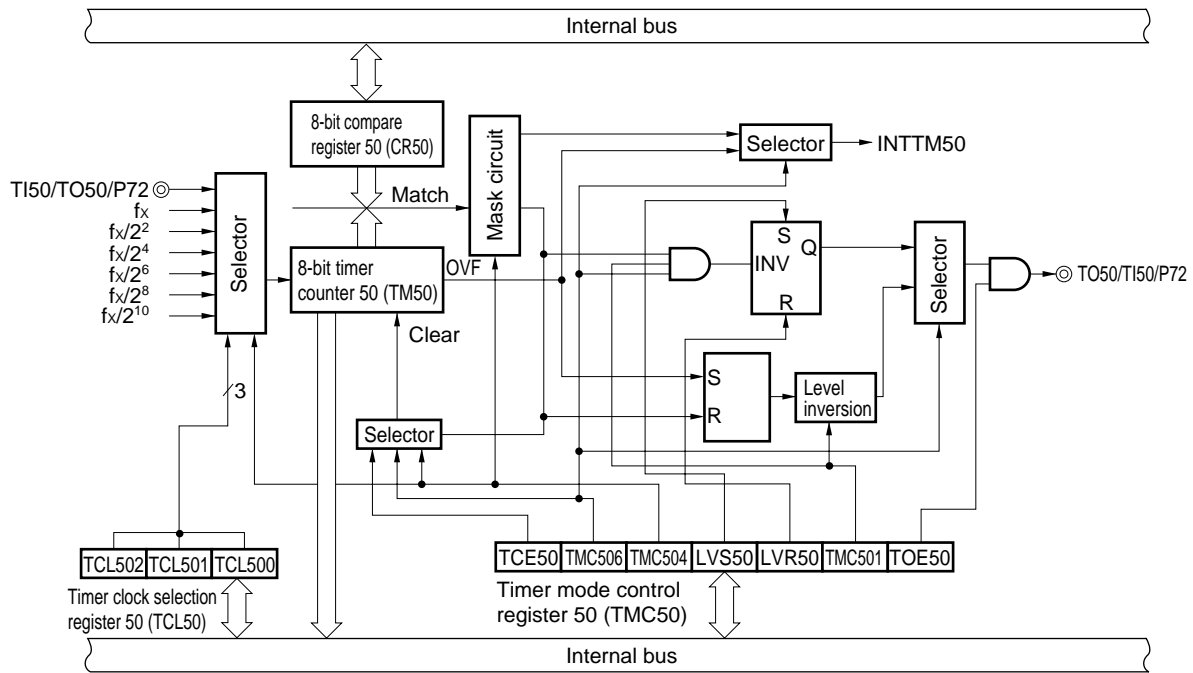 Internal bus
8-bit compare
register 50 (CR50)
Mask circuit
Selector
INTTM50
TI50/TO50/P72
Match
fX
fX/2²
fX/2⁴
fX/2⁶
fX/2⁸
fX/2¹⁰
Selector
8-bit timer
counter 50 (TM50)
OVF
Clear
S
Q
INV
R
Selector
TO50/TI50/P72
3
S
R
Level
inversion
Selector
TCL502 TCL501 TCL500
Timer clock selection
register 50 (TCL50)
TCE50 TMC506 TMC504 LVS50 LVR50 TMC501 TOE50
Timer mode control
register 50 (TMC50)
Internal bus